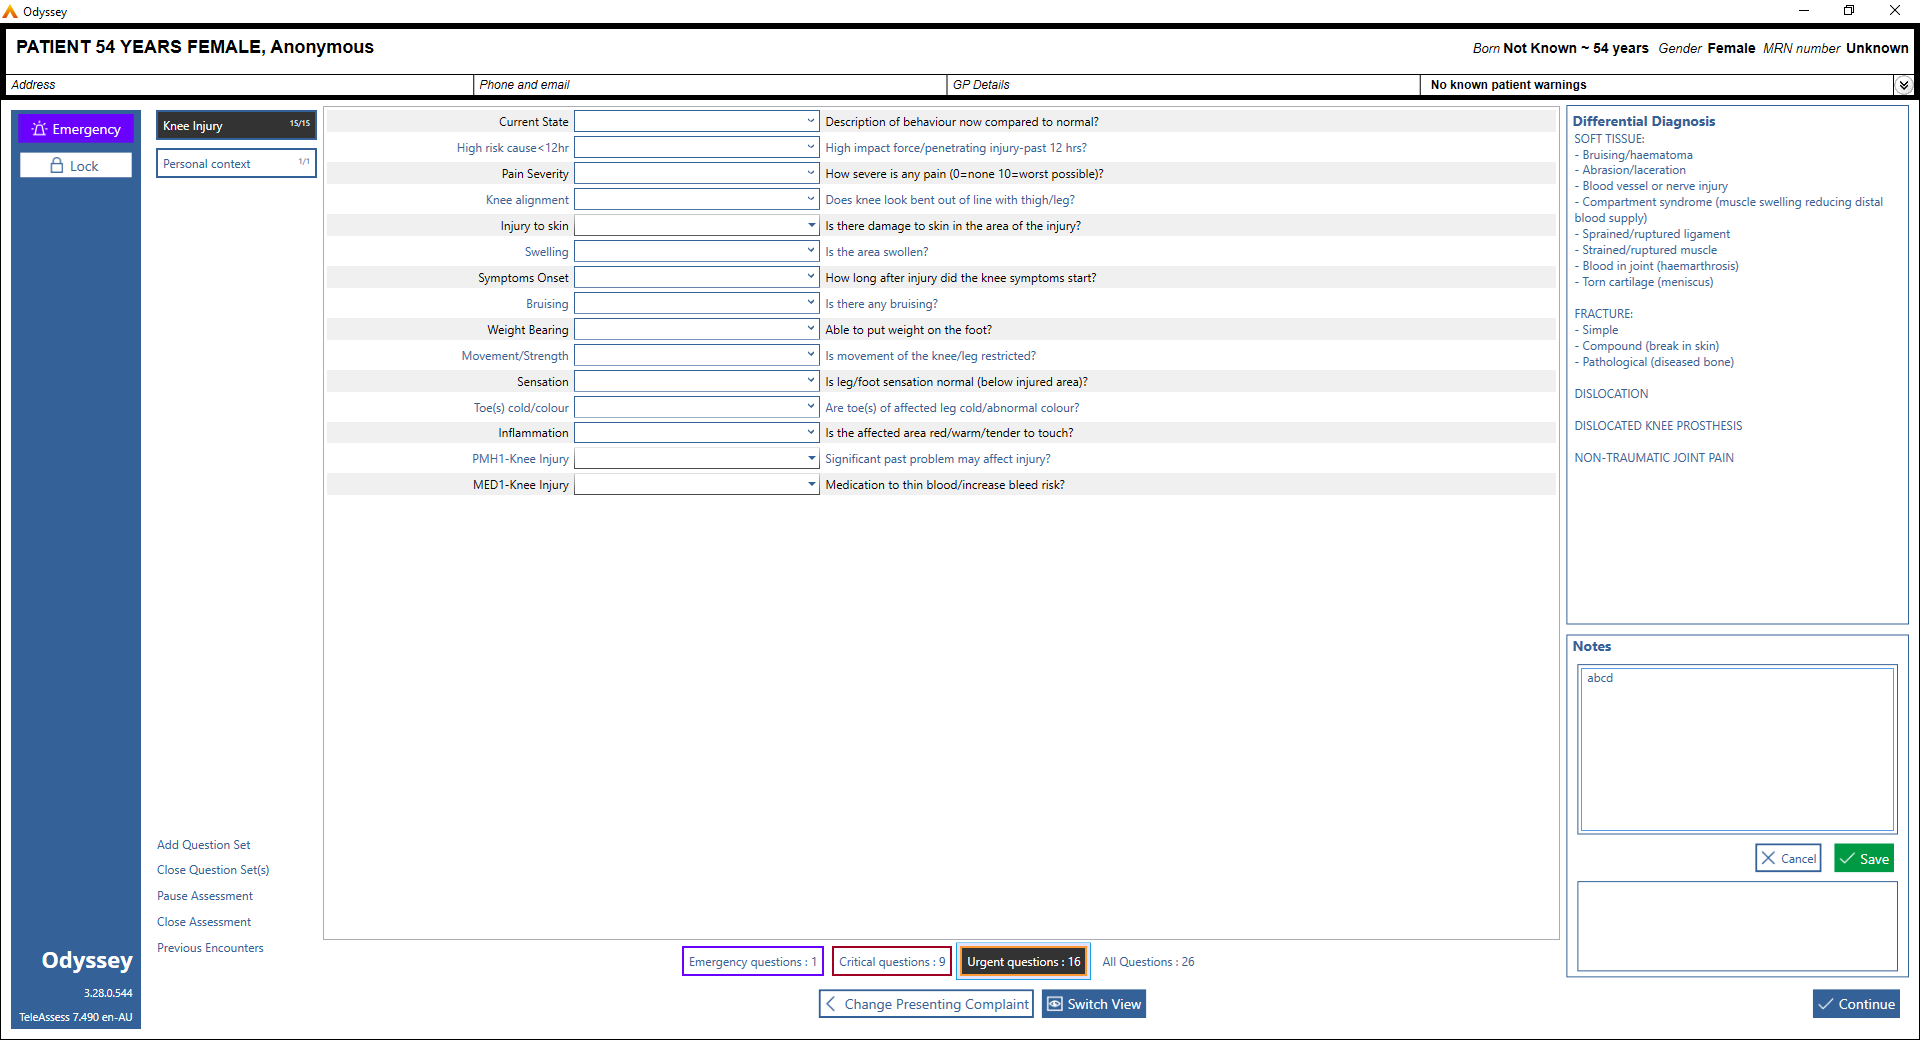 Odyssey
PATIENT 54 YEARS FEMALE, Anonymous
Born Not Known ~ 54 years Gender Female MRN number Unknown
Address
Phone and email
GP Details
No known patient warnings
Emergency
Lock
Knee Injury 15/15
Personal context 1/1
Current State Description of behaviour now compared to normal?
High risk cause<12hr High impact force/penetrating injury-past 12 hrs?
Pain Severity How severe is any pain (0=none 10=worst possible)?
Knee alignment Does knee look bent out of line with thigh/leg?
Injury to skin Is there damage to skin in the area of the injury?
Swelling Is the area swollen?
Symptoms Onset How long after injury did the knee symptoms start?
Bruising Is there any bruising?
Weight Bearing Able to put weight on the foot?
Movement/Strength Is movement of the knee/leg restricted?
Sensation Is leg/foot sensation normal (below injured area)?
Toe(s) cold/colour Are toe(s) of affected leg cold/abnormal colour?
Inflammation Is the affected area red/warm/tender to touch?
PMH1-Knee Injury Significant past problem may affect injury?
MED1-Knee Injury Medication to thin blood/increase bleed risk?
Differential Diagnosis
SOFT TISSUE:
- Bruising/haematoma
- Abrasion/laceration
- Blood vessel or nerve injury
- Compartment syndrome (muscle swelling reducing distal
blood supply)
- Sprained/ruptured ligament
- Strained/ruptured muscle
- Blood in joint (haemarthrosis)
- Torn cartilage (meniscus)
FRACTURE:
- Simple
- Compound (break in skin)
- Pathological (diseased bone)
DISLOCATION
DISLOCATED KNEE PROSTHESIS
NON-TRAUMATIC JOINT PAIN
Notes
abcd
Cancel
Save
Add Question Set
Close Question Set(s)
Pause Assessment
Close Assessment
Previous Encounters
Odyssey
3.28.0.544
TeleAssess 7.490 en-AU
Emergency questions : 1
Critical questions : 9
Urgent questions : 16
All Questions : 26
Change Presenting Complaint
Switch View
Continue